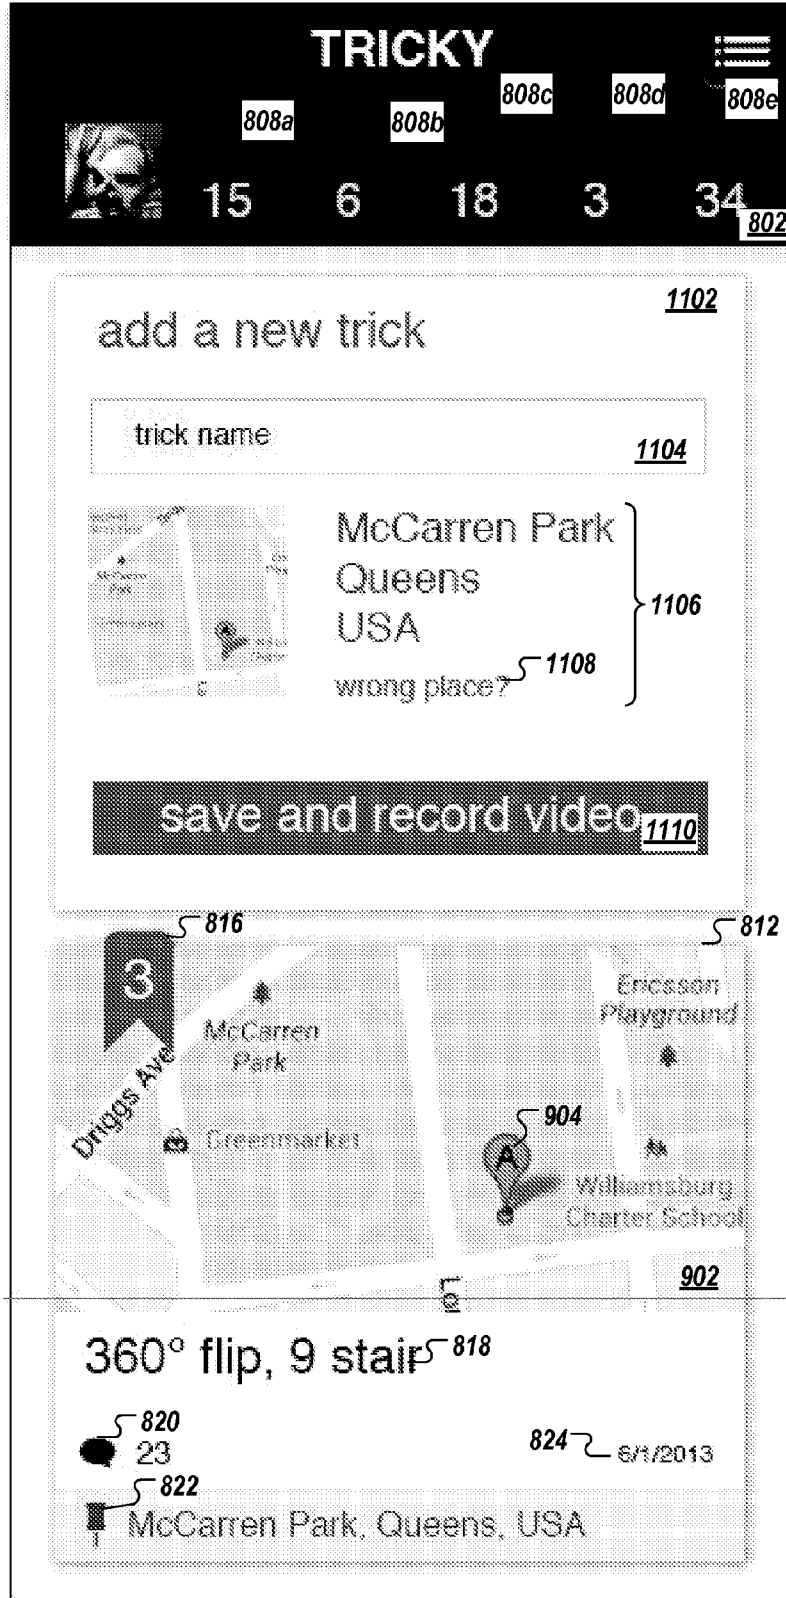 TRICKY
808a 808b 808c 808d 808e
15 6 18 3 34
802
1102
add a new trick
trick name
1104
McCarren
Park
McCarren Park
Queens
USA
1106
wrong place?
1108
save and record video
1110
816
812
3
Ericsson
Playground
McCarren
Park
Driggs Ave
904
Greenmarket
A
Williamsburg
Charter School
902
360° flip, 9 stair
818
820
23
824
6/1/2013
822
McCarren Park, Queens, USA